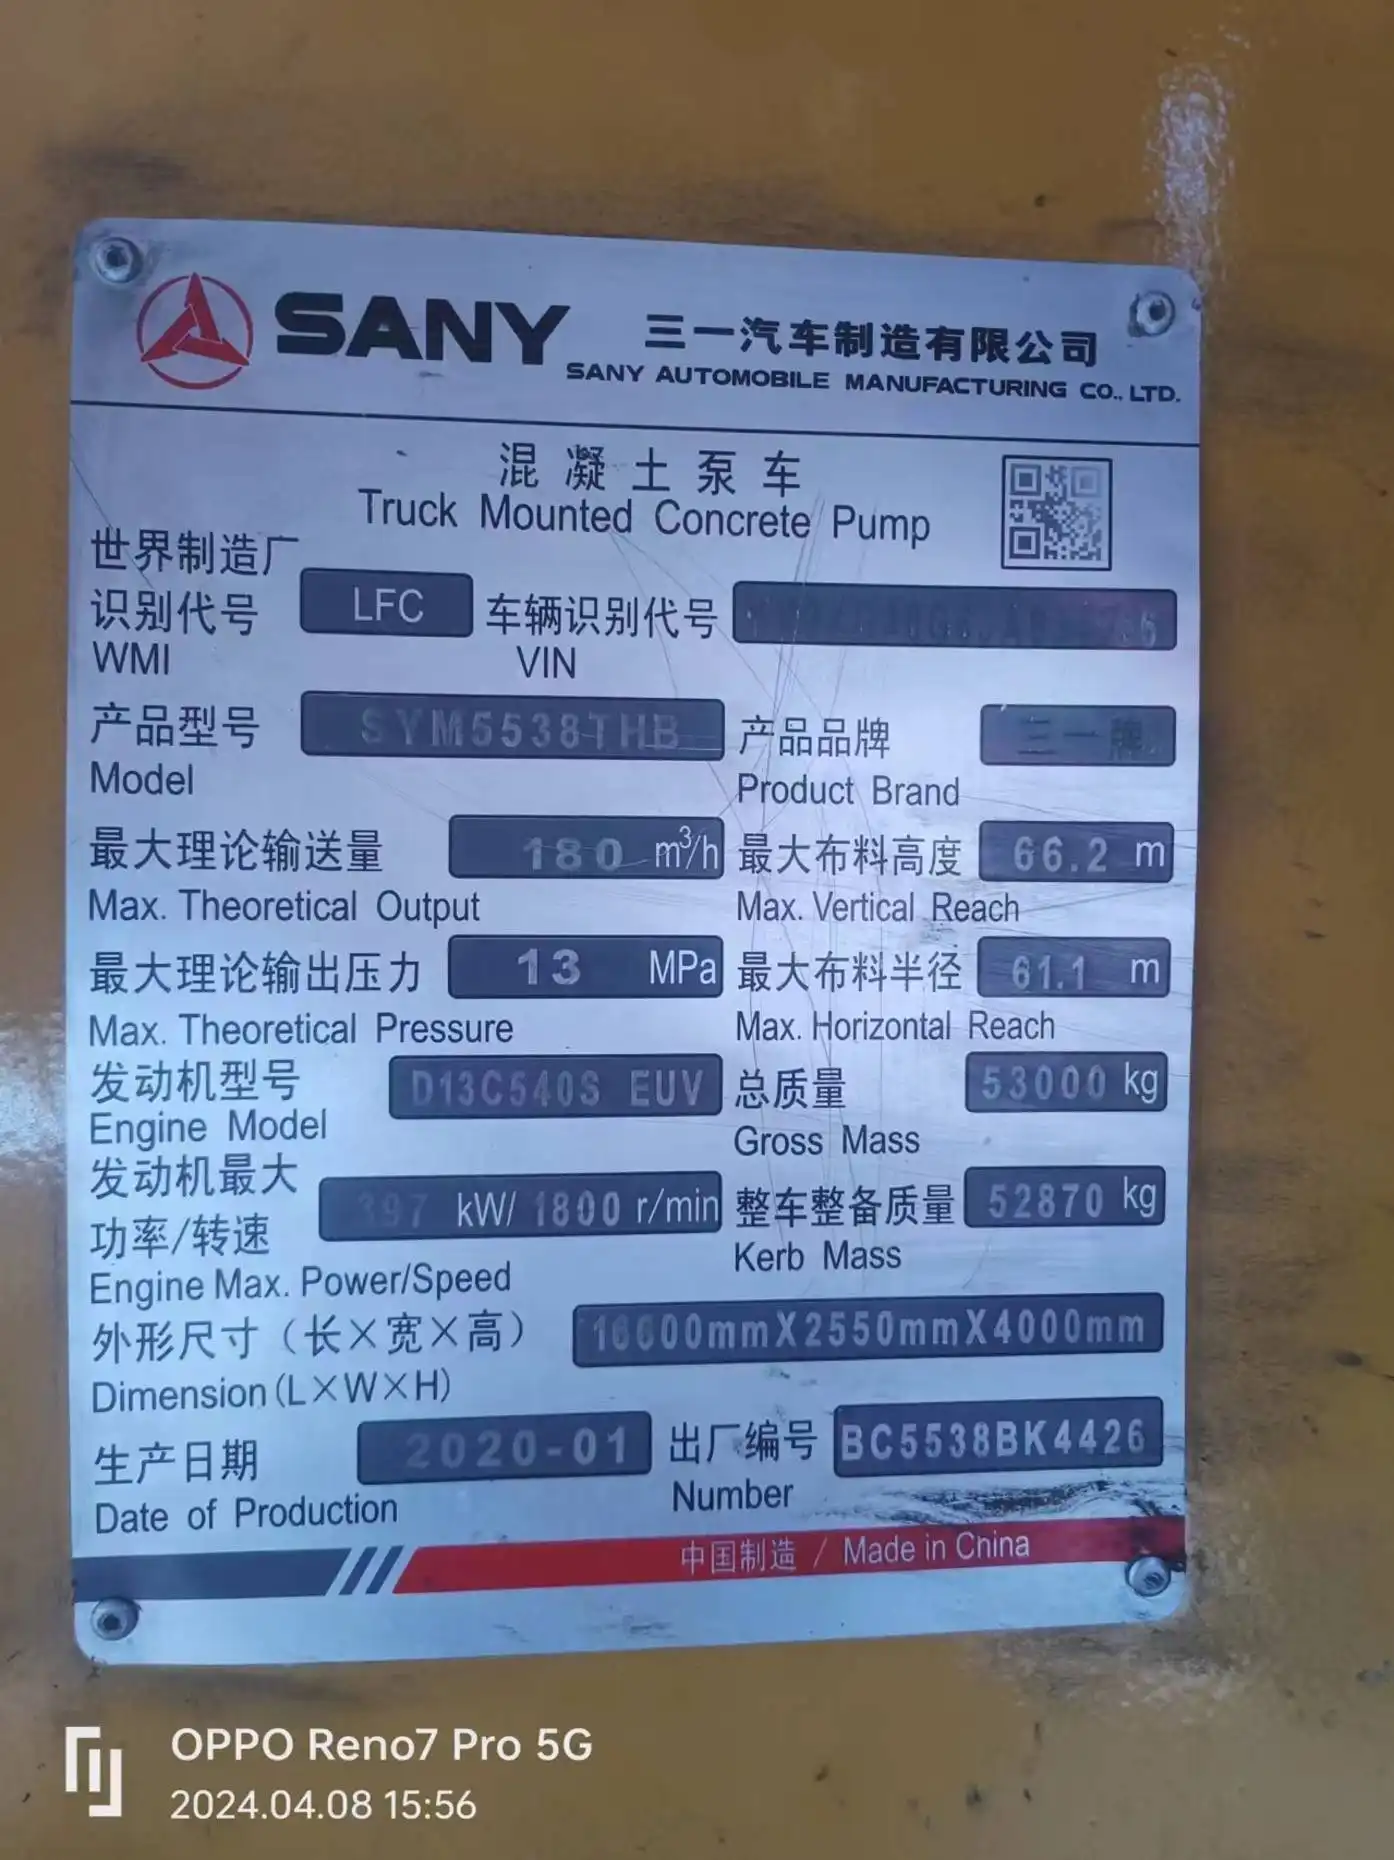 SANY 三一汽车制造有限公司
SANY AUTOMOBILE MANUFACTURING CO., LTD.
混凝土泵车
Truck Mounted Concrete Pump
世界制造厂
识别代号 LFC 车辆识别代号
WMI VIN
产品型号 SYM5538THB 产品品牌 三一牌
Model Product Brand
最大理论输送量 180 m³/h 最大布料高度 66.2 m
Max. Theoretical Output Max. Vertical Reach
最大理论输出压力 13 MPa 最大布料半径 61.1 m
Max. Theoretical Pressure Max. Horizontal Reach
发动机型号 D13C540S EUV 总质量 53000 kg
Engine Model Gross Mass
发动机最大
功率/转速 397 kW/ 1800 r/min 整车整备质量 52870 kg
Engine Max. Power/Speed Kerb Mass
外形尺寸（长×宽×高） 16600mmX2550mmX4000mm
Dimension (L×W×H)
生产日期 2020-01 出厂编号 BC5538BK4426
Date of Production Number
中国制造 / Made in China
OPPO Reno7 Pro 5G
2024.04.08 15:56